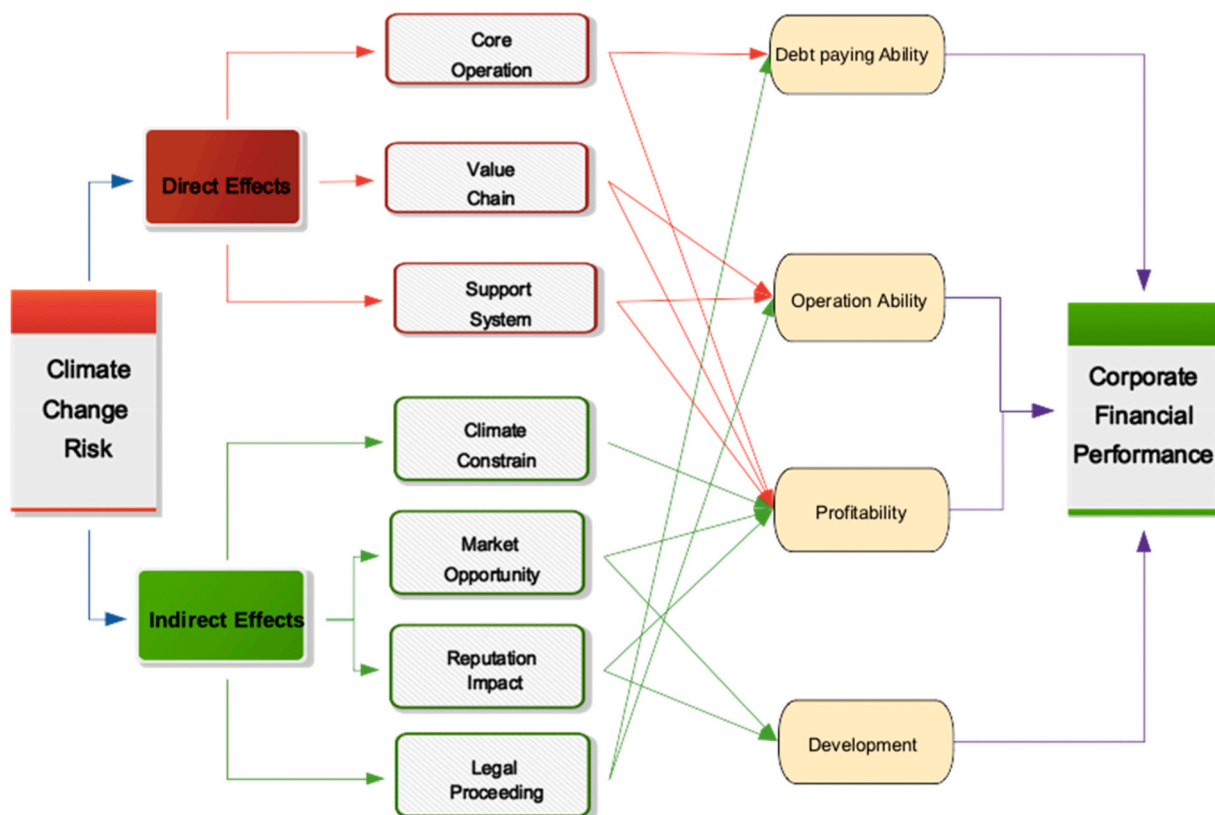 Climate
Change
Risk
Direct Effects
Indirect Effects
Core
Operation
Value
Chain
Support
System
Climate
Constrain
Market
Opportunity
Reputation
Impact
Legal
Proceeding
Debt paying Ability
Operation Ability
Profitability
Development
Corporate
Financial
Performance